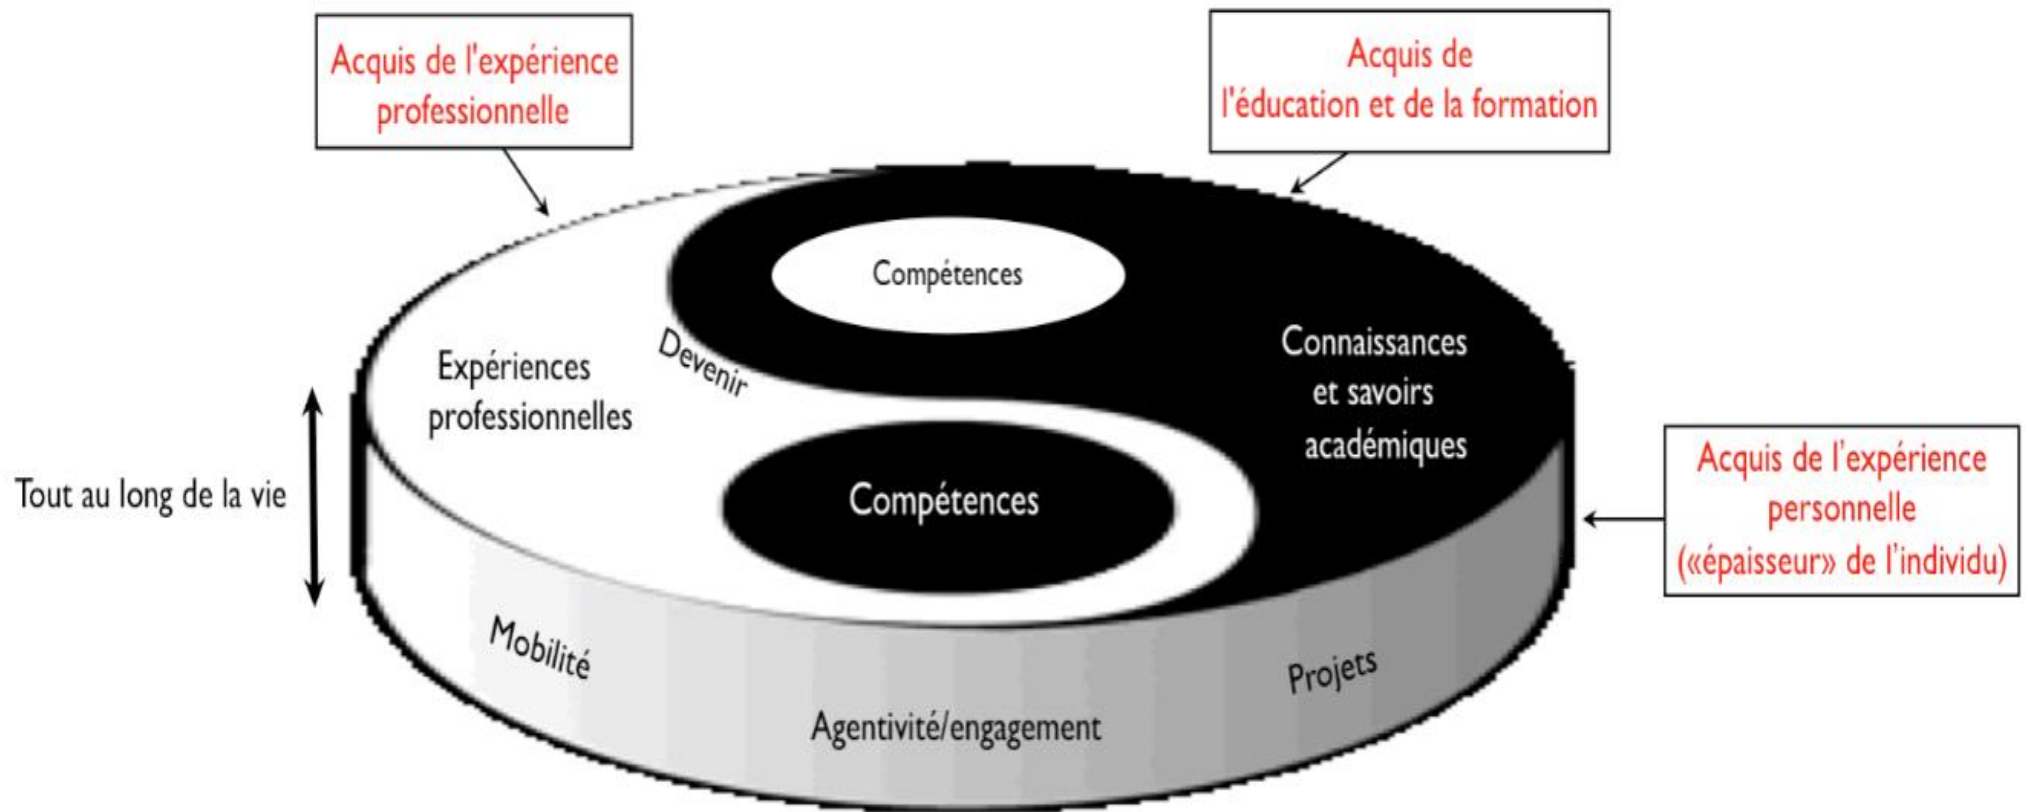 Acquis de l'expérience
professionnelle
Acquis de
l'éducation et de la formation
Compétences
Devenir
Expériences
professionnelles
Connaissances
et savoirs
académiques
Compétences
Tout au long de la vie
Acquis de l'expérience
personnelle
(«épaisseur» de l'individu)
Mobilité
Agentivité/engagement
Projets